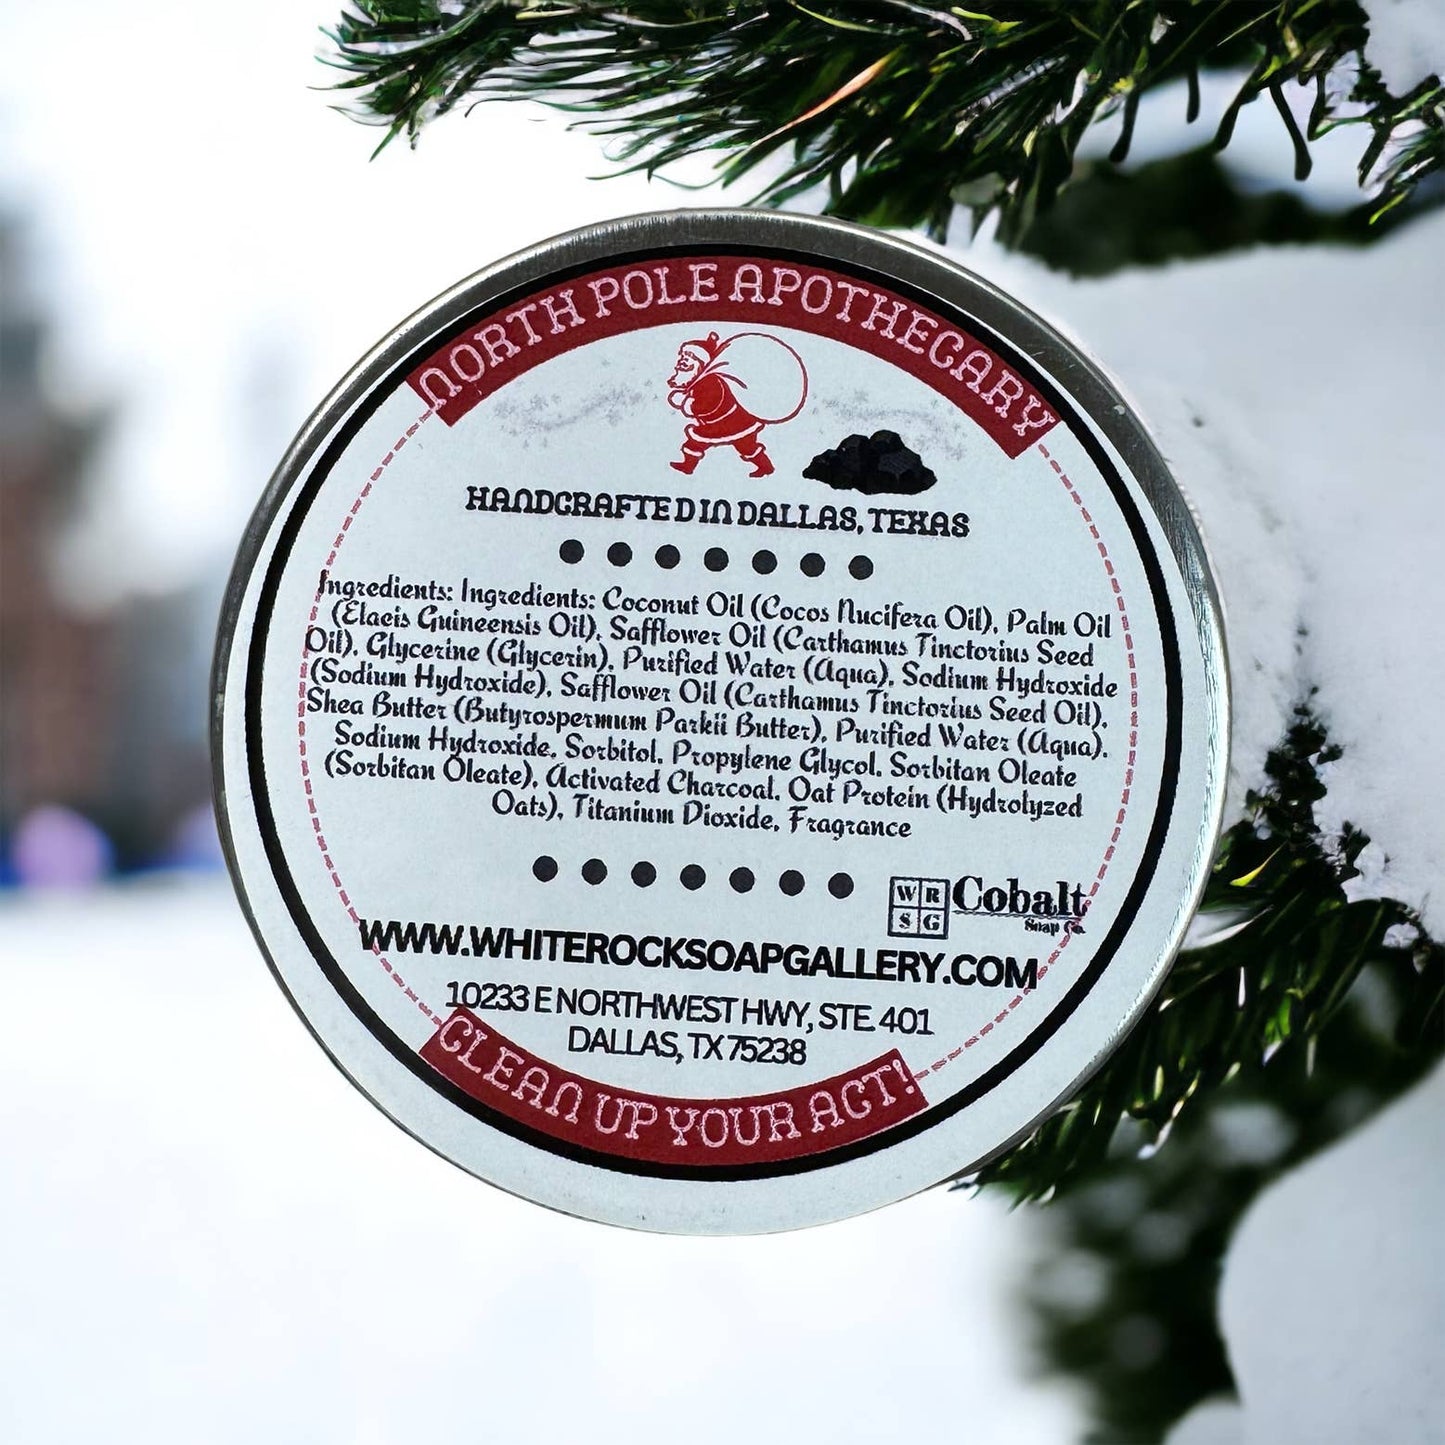 NORTH POLE APOTHECARY
HANDCRAFTED IN DALLAS, TEXAS
Ingredients: Ingredients: Coconut Oil (Cocos Nucifera Oil), Palm Oil
(Elaeis Guineensis Oil), Safflower Oil (Carthamus Tinctorius Seed
Oil), Glycerine (Glycerin), Purified Water (Aqua), Sodium Hydroxide
(Sodium Hydroxide), Safflower Oil (Carthamus Tinctorius Seed Oil),
Shea Butter (Butyrospermum Parkii Butter), Purified Water (Aqua),
Sodium Hydroxide, Sorbitol, Propylene Glycol, Sorbitan Oleate
(Sorbitan Oleate), Activated Charcoal, Oat Protein (Hydrolyzed
Oats), Titanium Dioxide, Fragrance
W R
S G
Cobalt
Soap Co.
WWW.WHITEROCKSOAPGALLERY.COM
10233 E NORTHWEST HWY, STE. 401
DALLAS, TX 75238
CLEAN UP YOUR ACT!